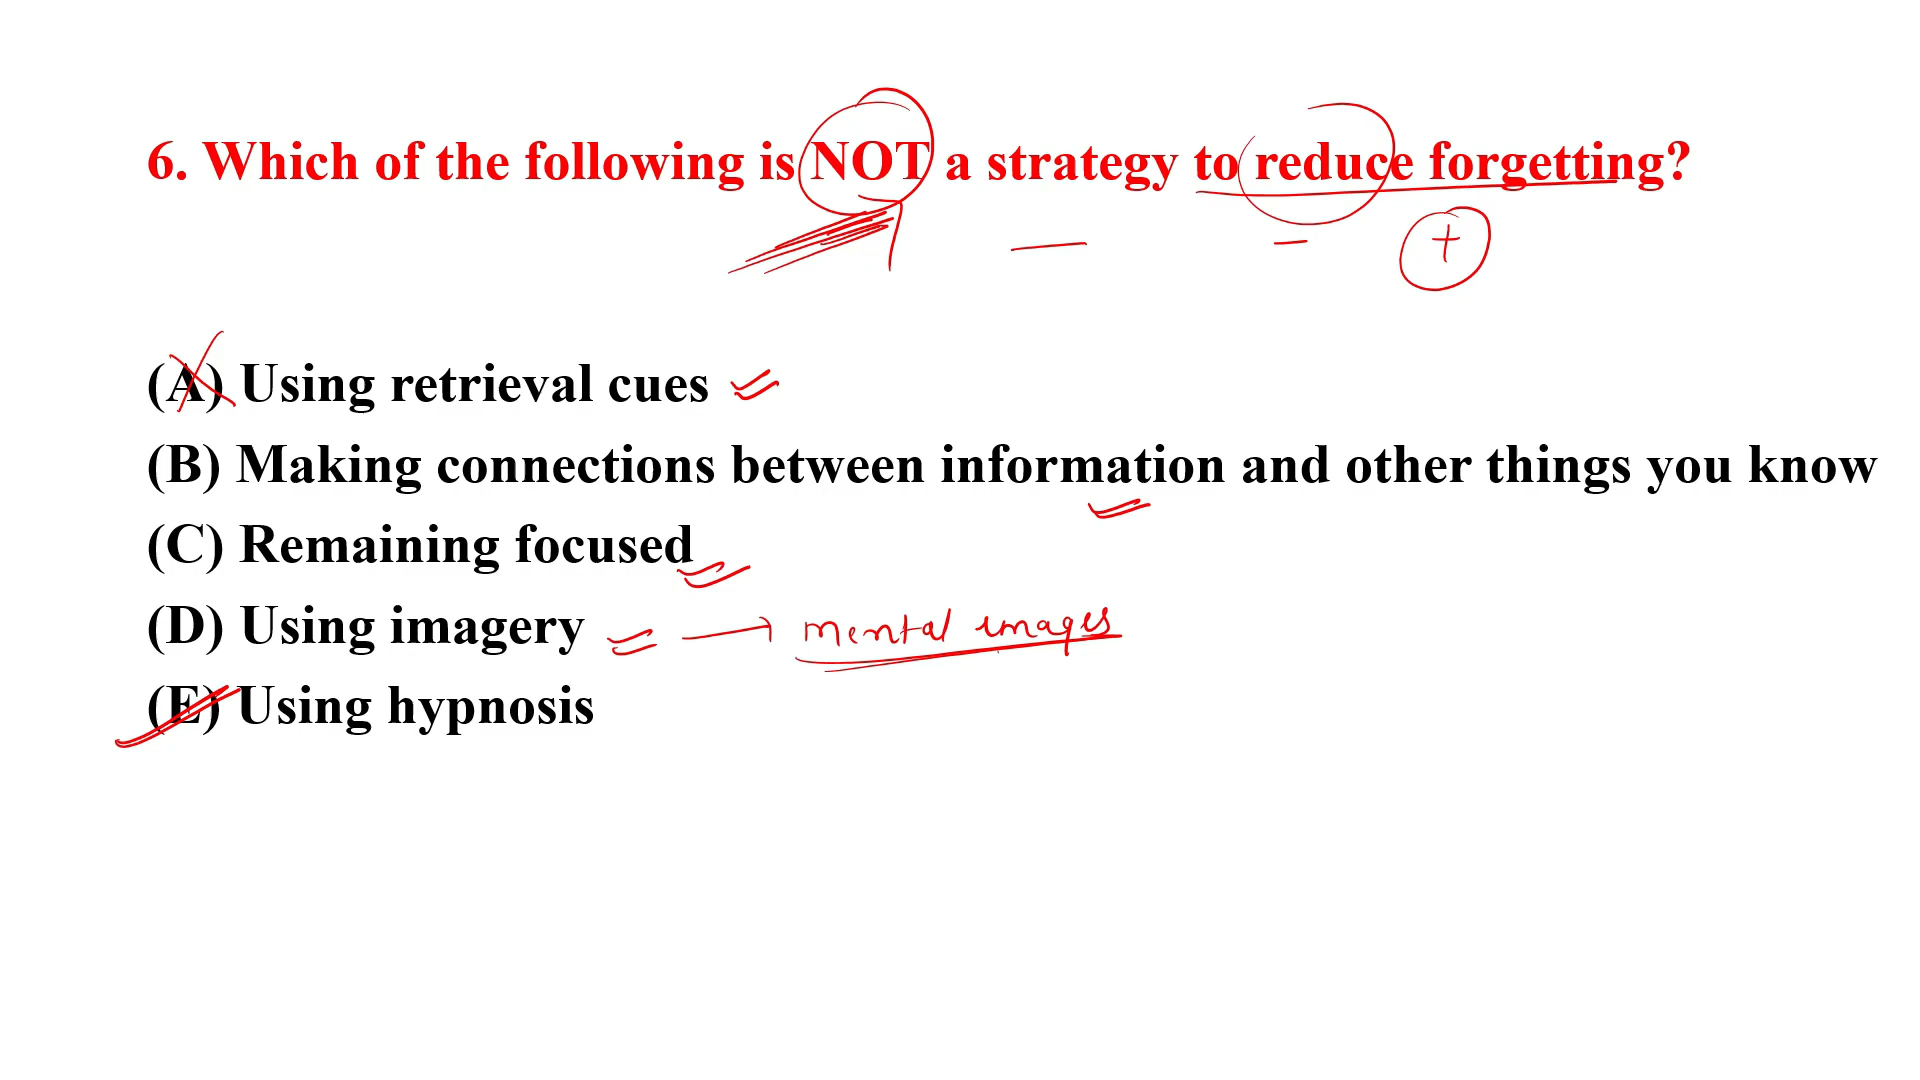 6. Which of the following is NOT a strategy to reduce forgetting?
— – +
(A) Using retrieval cues
(B) Making connections between information and other things you know
(C) Remaining focused
(D) Using imagery → mental images
(E) Using hypnosis